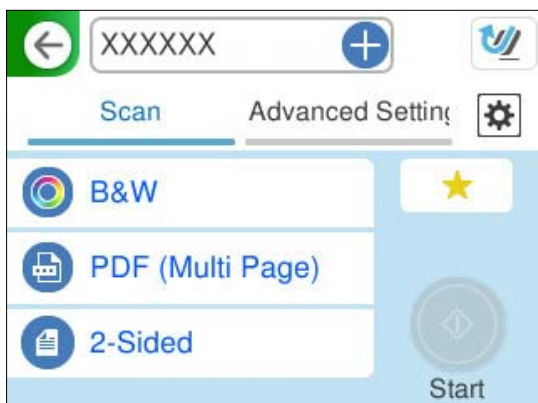 XXXXXX
Scan Advanced Setting
B&W
PDF (Multi Page)
2-Sided
Start